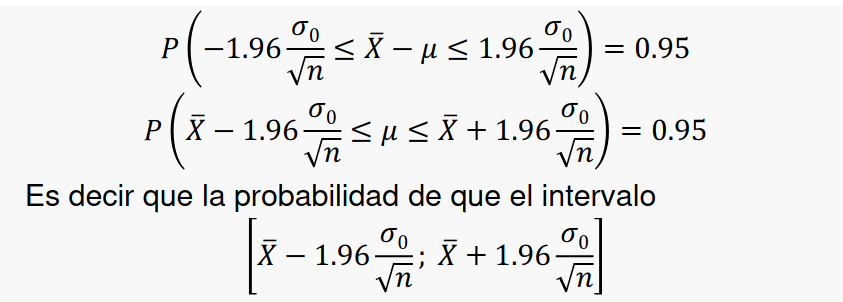 P(−1.96 σ₀/√n ≤ X̄ − μ ≤ 1.96 σ₀/√n) = 0.95
P(X̄ − 1.96 σ₀/√n ≤ μ ≤ X̄ + 1.96 σ₀/√n) = 0.95
Es decir que la probabilidad de que el intervalo
[X̄ − 1.96 σ₀/√n ; X̄ + 1.96 σ₀/√n]